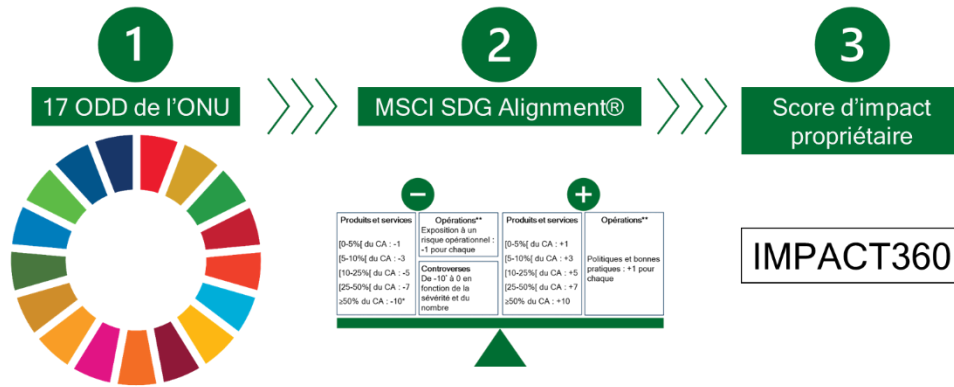 1
17 ODD de l'ONU
2
MSCI SDG Alignment®
3
Score d'impact
propriétaire
−
+
Produits et services
[0-5%[ du CA : -1
[5-10%[ du CA : -3
[10-25%[ du CA : -5
[25-50%[ du CA : -7
≥50% du CA : -10*
Opérations**
Exposition à un
risque opérationnel :
-1 pour chaque
Controverses
De -10* à 0 en
fonction de la
sévérité et du
nombre
Produits et services
[0-5%[ du CA : +1
[5-10%[ du CA : +3
[10-25%[ du CA : +5
[25-50%[ du CA : +7
≥50% du CA : +10
Opérations**
Politiques et bonnes
pratiques : +1 pour
chaque
IMPACT360